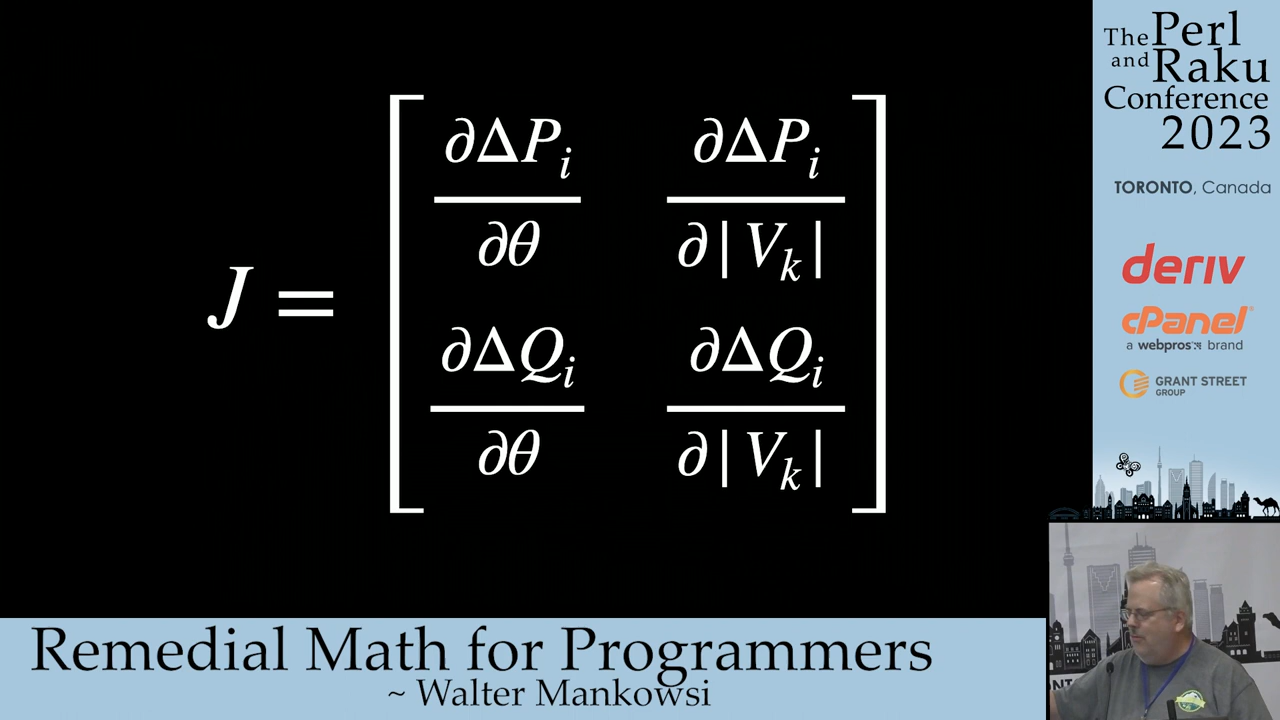 J = [ ∂ΔP_i/∂θ ∂ΔP_i/∂|V_k|
∂ΔQ_i/∂θ ∂ΔQ_i/∂|V_k| ]
The Perl
and Raku
Conference
2023
TORONTO, Canada
deriv
cPanel®
a webpros brand
GRANT STREET
GROUP
Remedial Math for Programmers
~ Walter Mankowsi